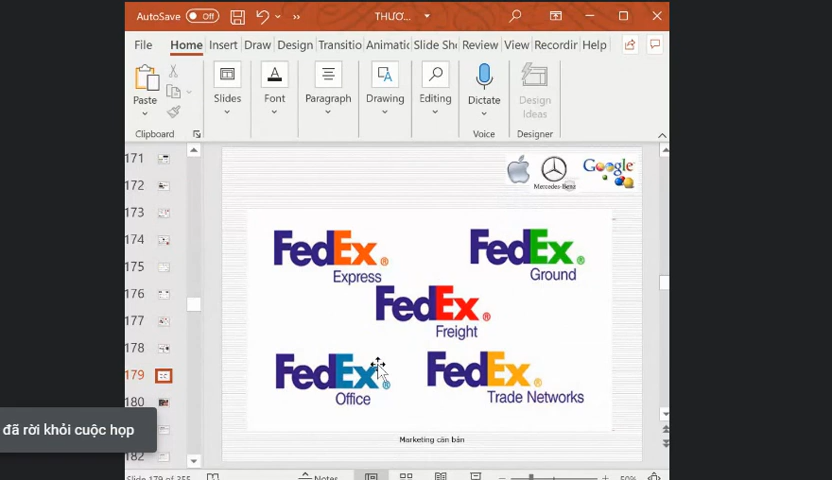 AutoSave Off THƯƠ...
File Home Insert Draw Design Transitio Animatic Slide Sh Review View Recordir Help
Paste Slides Font Paragraph Drawing Editing Dictate Design Ideas
Clipboard Voice Designer
171
172
173
174
175
176
177
178
179
180
182
Mercedes-Benz Google
FedEx® Express
FedEx® Ground
FedEx® Freight
FedEx® Office
FedEx® Trade Networks
đã rời khỏi cuộc họp
Marketing căn bản
Slide 179 of 355 Notes 50%